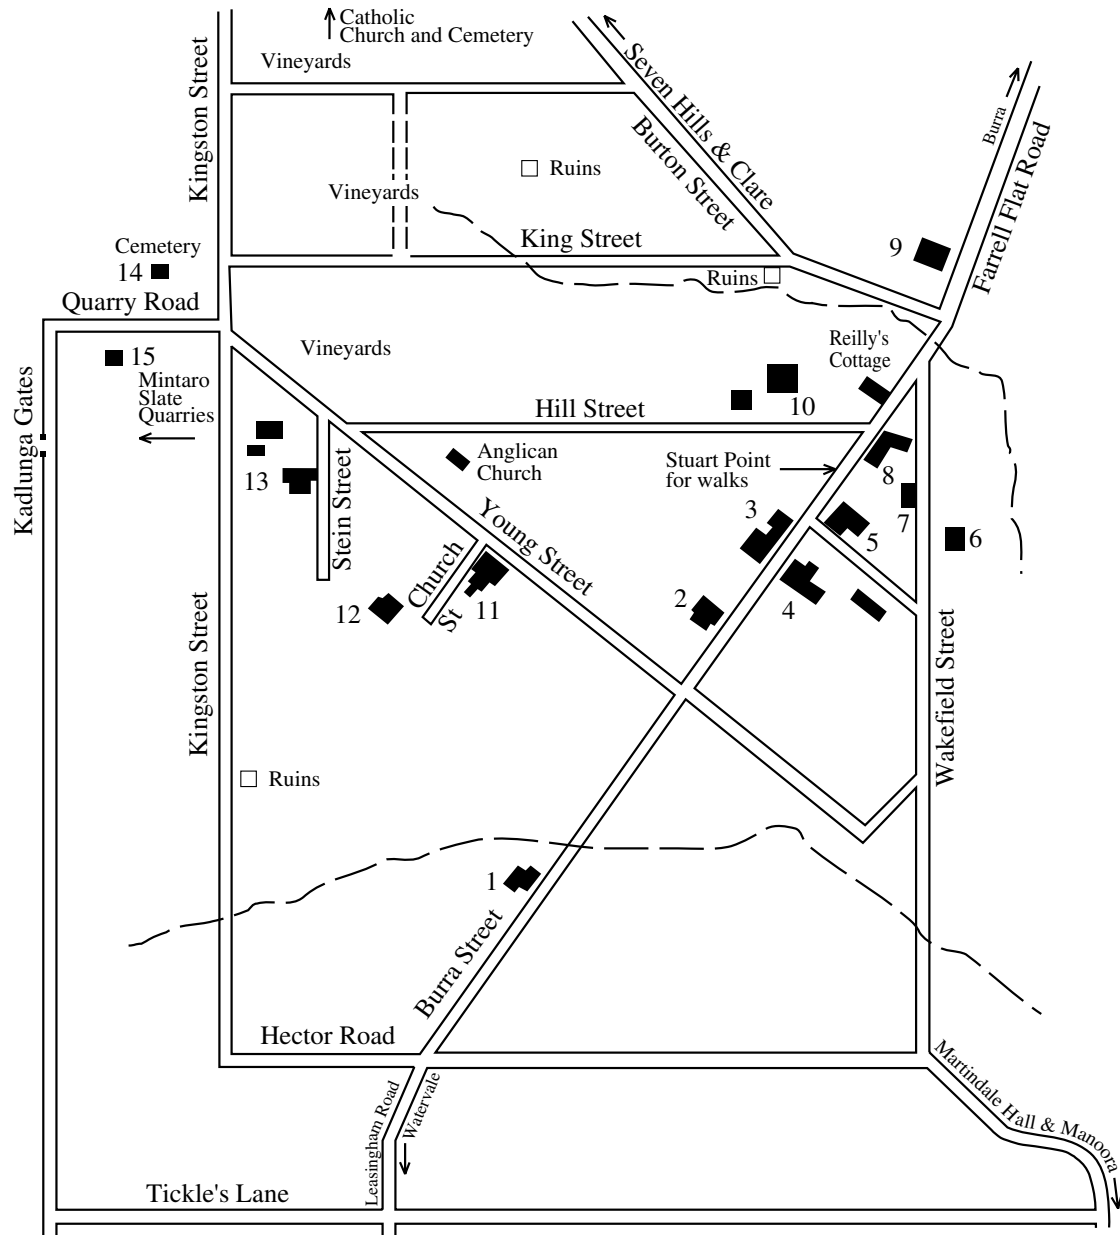 Catholic
Church and Cemetery
Vineyards
Kingston Street
Seven Hills & Clare
Burton Street
Burra
Farrell Flat Road
Ruins
Vineyards
King Street
Cemetery
14
9
Ruins
Quarry Road
Vineyards
Reilly's
Cottage
15
Mintaro
Slate
Quarries
Kadlunga Gates
Hill Street
10
Anglican
Church
Stuart Point
for walks
13
Stein Street
Young Street
3
8
7
5
6
Church
St
11
12
2
4
Kingston Street
Wakefield Street
Ruins
1
Burra Street
Hector Road
Leasingham Road
Watervale
Martindale Hall & Manoora
Tickle's Lane